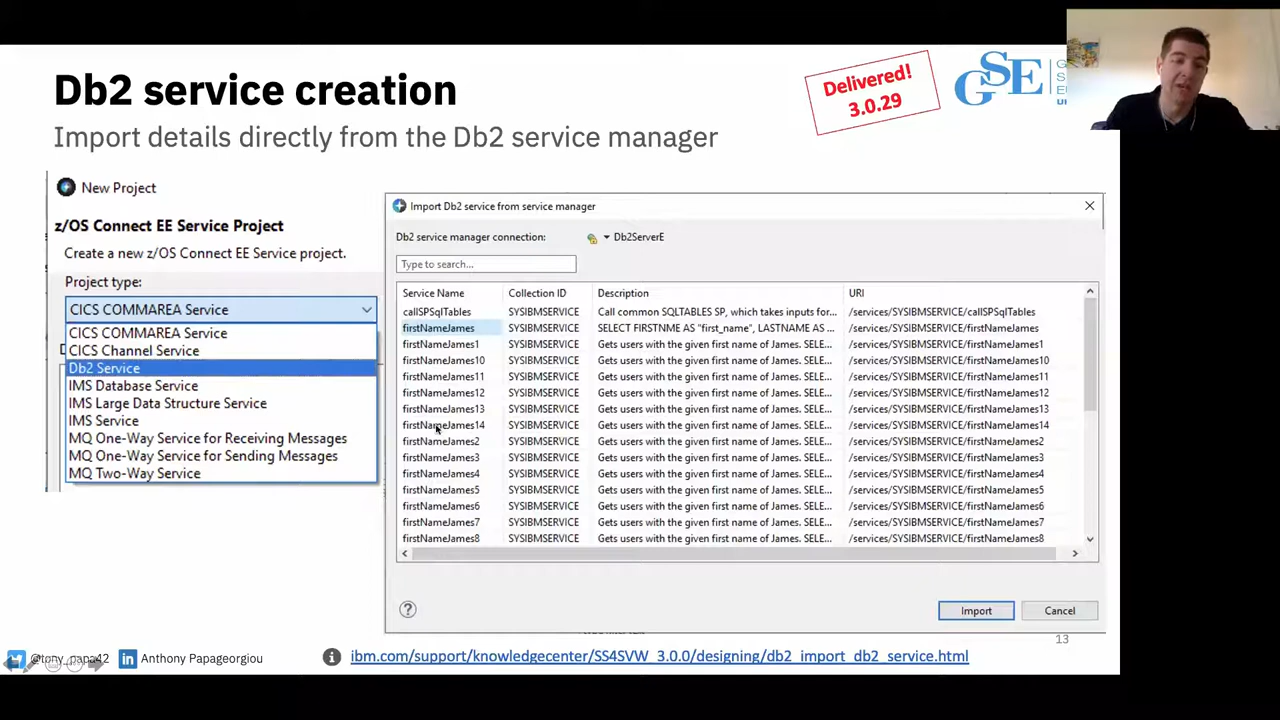 Db2 service creation
Import details directly from the Db2 service manager
Delivered!
3.0.29
GSE
New Project
z/OS Connect EE Service Project
Create a new z/OS Connect EE Service project.
Project type:
CICS COMMAREA Service
CICS COMMAREA Service
CICS Channel Service
Db2 Service
IMS Database Service
IMS Large Data Structure Service
IMS Service
MQ One-Way Service for Receiving Messages
MQ One-Way Service for Sending Messages
MQ Two-Way Service
Import Db2 service from service manager
Db2 service manager connection: Db2ServerE
Type to search...
Service Name Collection ID Description URI
callSPSqlTables SYSIBMSERVICE Call common SQLTABLES SP, which takes inputs for... /services/SYSIBMSERVICE/callSPSqlTables
firstNameJames SYSIBMSERVICE SELECT FIRSTNME AS "first_name", LASTNAME AS ... /services/SYSIBMSERVICE/firstNameJames
firstNameJames1 SYSIBMSERVICE Gets users with the given first name of James. SELE... /services/SYSIBMSERVICE/firstNameJames1
firstNameJames10 SYSIBMSERVICE Gets users with the given first name of James. SELE... /services/SYSIBMSERVICE/firstNameJames10
firstNameJames11 SYSIBMSERVICE Gets users with the given first name of James. SELE... /services/SYSIBMSERVICE/firstNameJames11
firstNameJames12 SYSIBMSERVICE Gets users with the given first name of James. SELE... /services/SYSIBMSERVICE/firstNameJames12
firstNameJames13 SYSIBMSERVICE Gets users with the given first name of James. SELE... /services/SYSIBMSERVICE/firstNameJames13
firstNameJames14 SYSIBMSERVICE Gets users with the given first name of James. SELE... /services/SYSIBMSERVICE/firstNameJames14
firstNameJames2 SYSIBMSERVICE Gets users with the given first name of James. SELE... /services/SYSIBMSERVICE/firstNameJames2
firstNameJames3 SYSIBMSERVICE Gets users with the given first name of James. SELE... /services/SYSIBMSERVICE/firstNameJames3
firstNameJames4 SYSIBMSERVICE Gets users with the given first name of James. SELE... /services/SYSIBMSERVICE/firstNameJames4
firstNameJames5 SYSIBMSERVICE Gets users with the given first name of James. SELE... /services/SYSIBMSERVICE/firstNameJames5
firstNameJames6 SYSIBMSERVICE Gets users with the given first name of James. SELE... /services/SYSIBMSERVICE/firstNameJames6
firstNameJames7 SYSIBMSERVICE Gets users with the given first name of James. SELE... /services/SYSIBMSERVICE/firstNameJames7
firstNameJames8 SYSIBMSERVICE Gets users with the given first name of James. SELE... /services/SYSIBMSERVICE/firstNameJames8
Import Cancel
13
@tony_papa42 Anthony Papageorgiou ibm.com/support/knowledgecenter/SS4SVW_3.0.0/designing/db2_import_db2_service.html